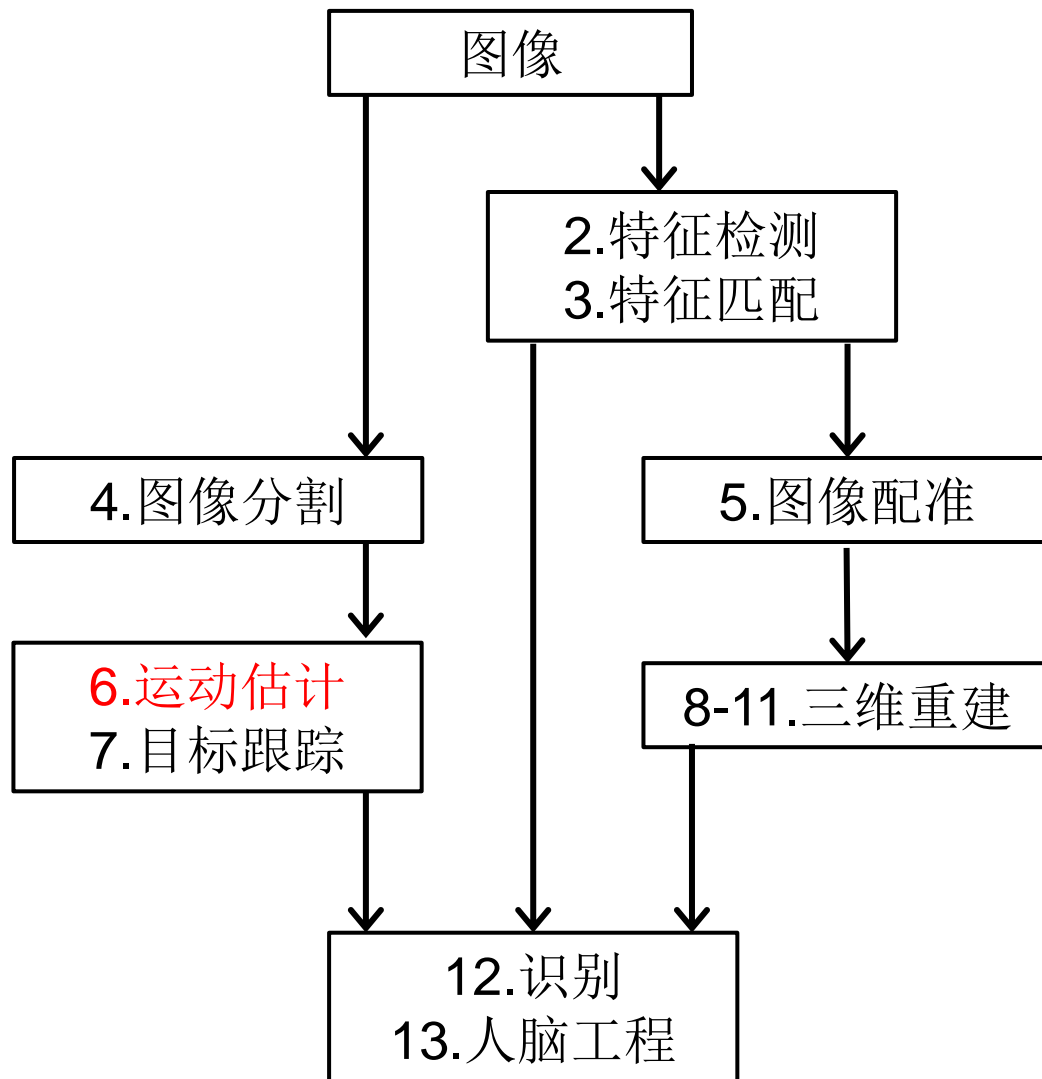 图像
2.特征检测
3.特征匹配
4.图像分割
5.图像配准
6.运动估计
7.目标跟踪
8-11.三维重建
12.识别
13.人脑工程